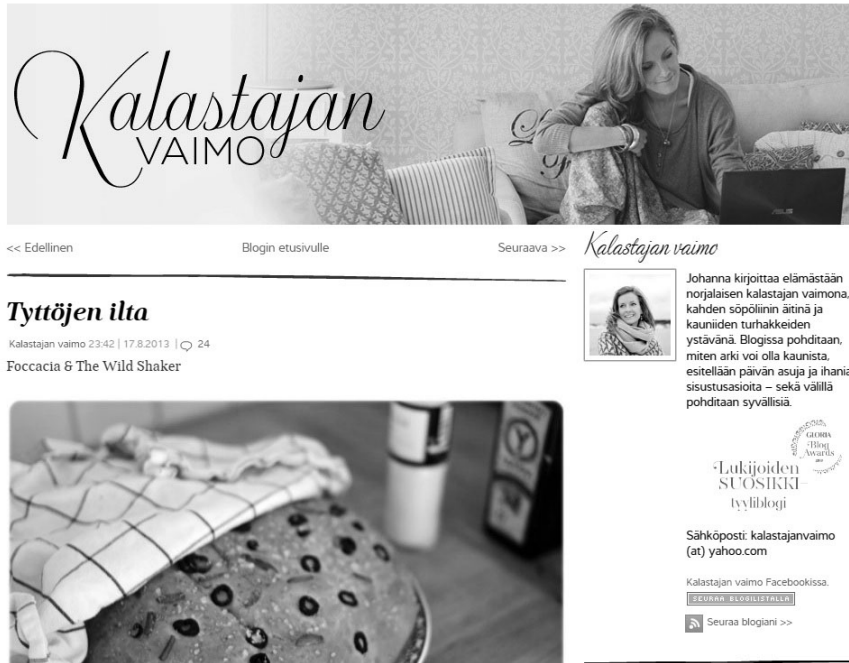 Kalastajan
VAIMO
ASUS
<< Edellinen
Blogin etusivulle
Seuraava >>
Tyttöjen ilta
Kalastajan vaimo 23:42 | 17.8.2013 | 24
Foccacia & The Wild Shaker
Kalastajan vaimo
Johanna kirjoittaa elämästään
norjalaisen kalastajan vaimona,
kahden söpöliinin äitinä ja
kauniiden turhakkeiden
ystävänä. Blogissa pohditaan,
miten arki voi olla kaunista,
esitellään päivän asuja ja ihania
sisustusasioita – sekä välillä
pohditaan syvällisiä.
GLORIA
Blog
Awards
Lukijoiden
SUOSIKKI
tyyliblogi
Sähköposti: kalastajanvaimo
(at) yahoo.com
Kalastajan vaimo Facebookissa.
SEURAA BLOGILISTALLA
Seuraa blogiani >>